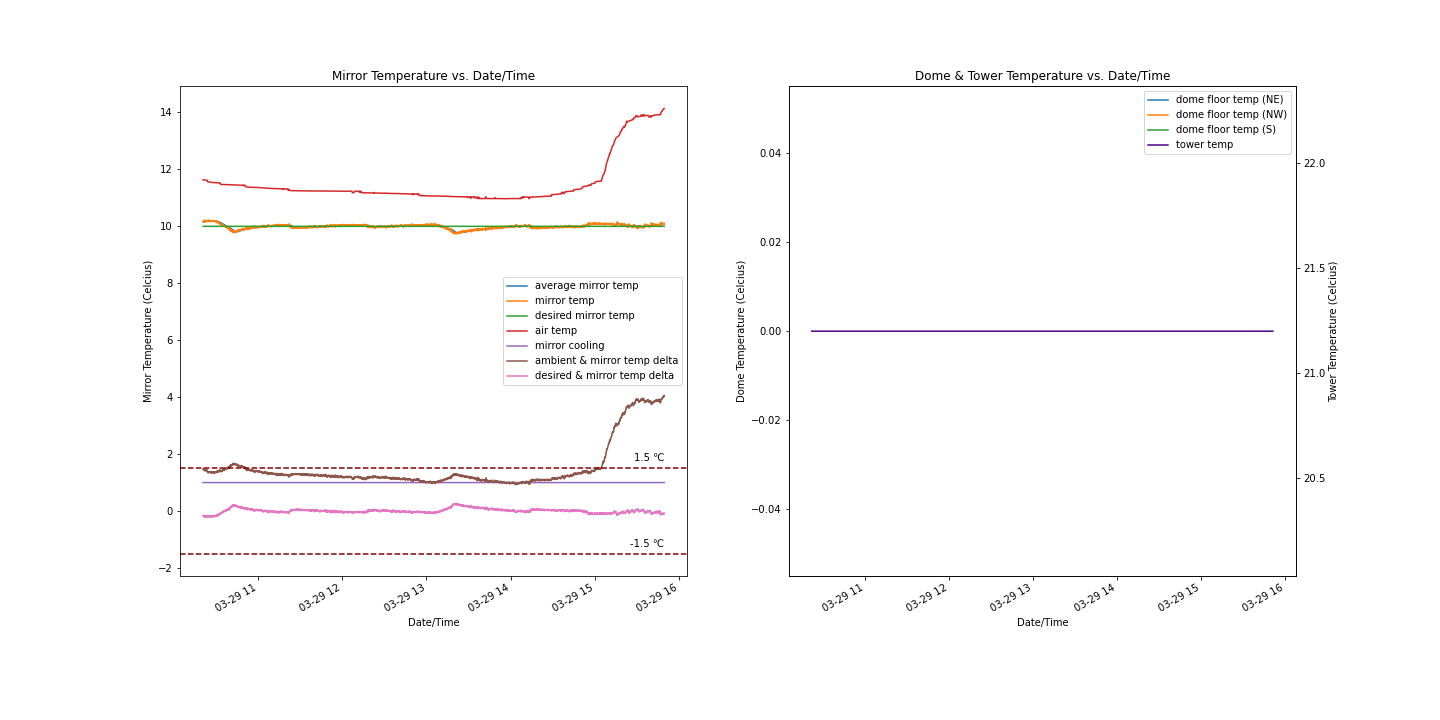 Mirror Temperature vs. Date/Time
14
12
10
8
6
4
2
0
−2
Mirror Temperature (Celcius)
average mirror temp
mirror temp
desired mirror temp
air temp
mirror cooling
ambient & mirror temp delta
desired & mirror temp delta
1.5 °C
-1.5 °C
03-29 11
03-29 12
03-29 13
03-29 14
03-29 15
03-29 16
Date/Time
Dome & Tower Temperature vs. Date/Time
0.04
0.02
0.00
−0.02
−0.04
Dome Temperature (Celcius)
dome floor temp (NE)
dome floor temp (NW)
dome floor temp (S)
tower temp
22.0
21.5
21.0
20.5
Tower Temperature (Celcius)
03-29 11
03-29 12
03-29 13
03-29 14
03-29 15
03-29 16
Date/Time